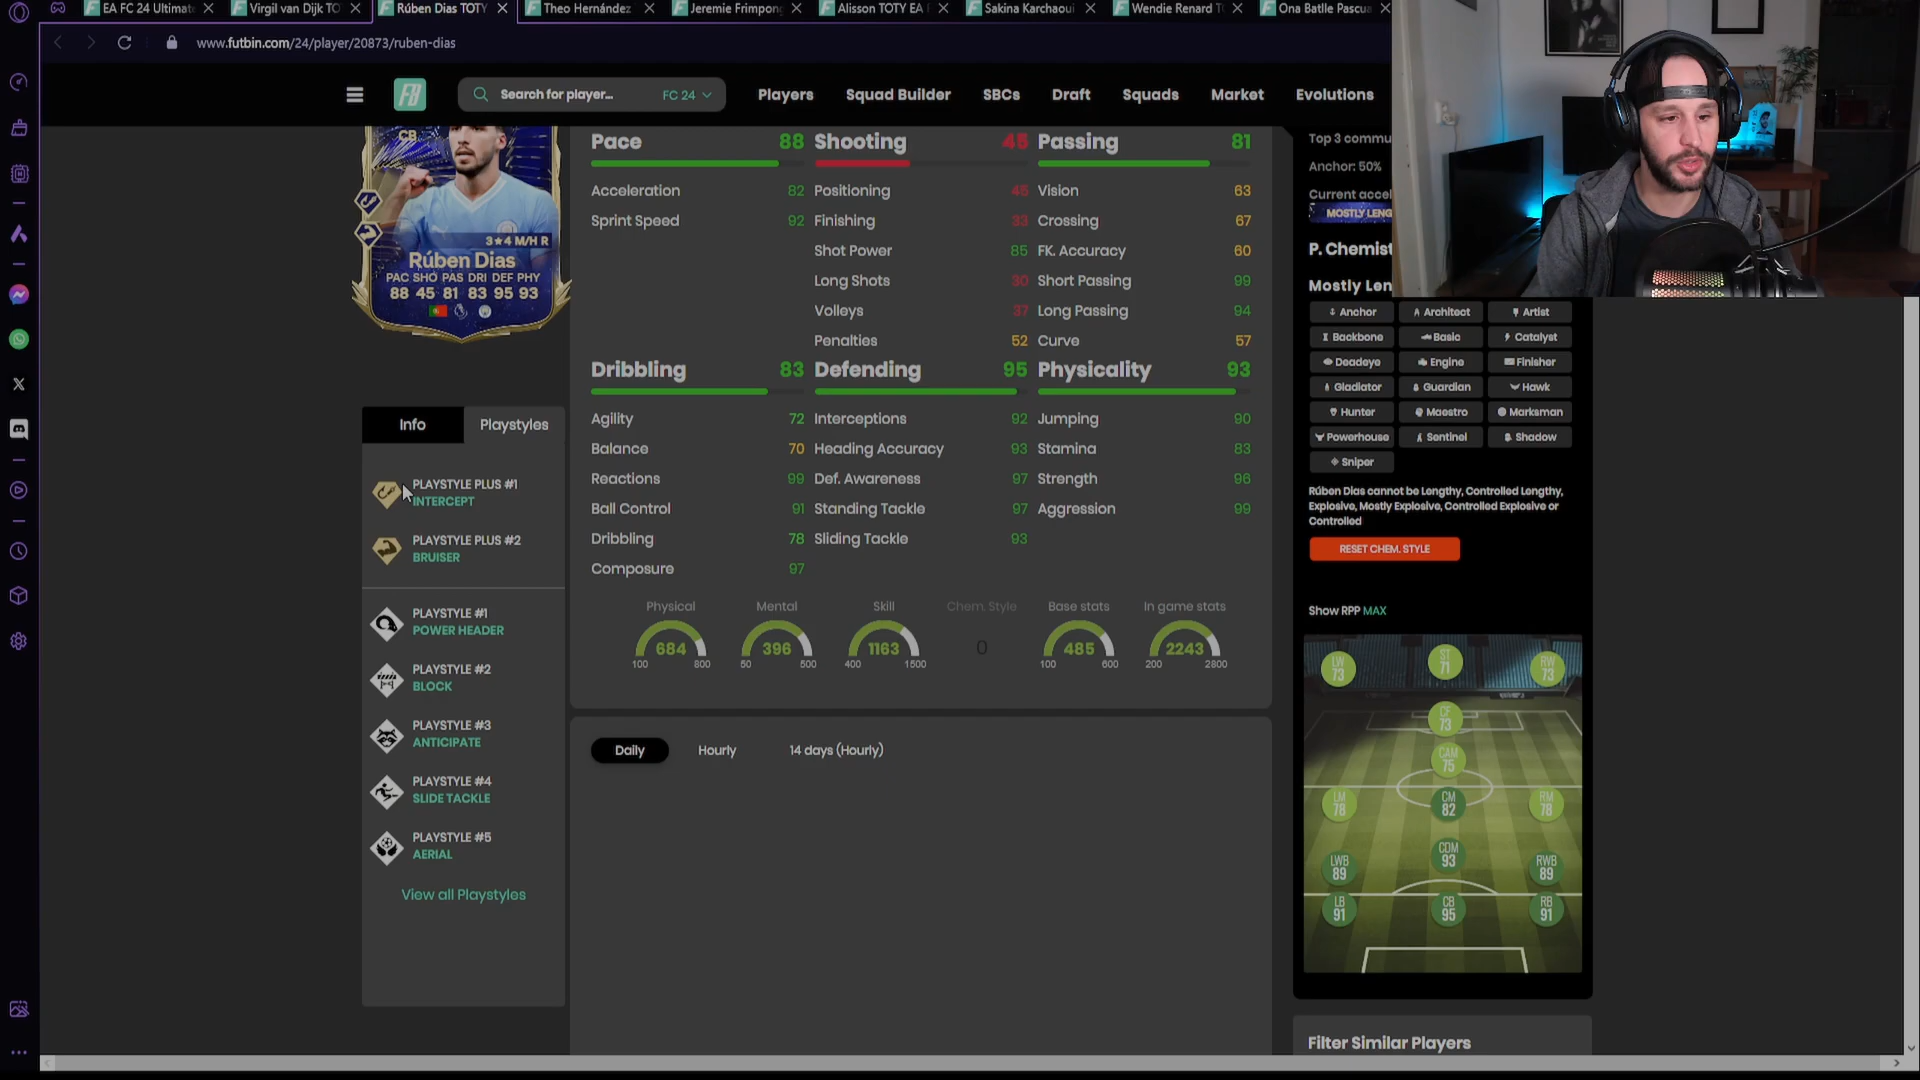 EA FC 24 Ultimat
Virgil van Dijk TO
Rúben Dias TOTY
Theo Hernández
Jeremie Frimpong
Alisson TOTY EA
Sakina Karchaoui
Wendie Renard T
Ona Batlle Pascua
www.futbin.com/24/player/20873/ruben-dias
Search for player... FC 24
Players
Squad Builder
SBCs
Draft
Squads
Market
Evolutions
CB
3★4 M/H R
Rúben Dias
PAC SHO PAS DRI DEF PHY
88 45 81 83 95 93
Info
Playstyles
PLAYSTYLE PLUS #1
INTERCEPT
PLAYSTYLE PLUS #2
BRUISER
PLAYSTYLE #1
POWER HEADER
PLAYSTYLE #2
BLOCK
PLAYSTYLE #3
ANTICIPATE
PLAYSTYLE #4
SLIDE TACKLE
PLAYSTYLE #5
AERIAL
View all Playstyles
Pace 88
Acceleration 82
Sprint Speed 92
Shooting 45
Positioning 45
Finishing 33
Shot Power 85
Long Shots 30
Volleys 37
Penalties 52
Passing 81
Vision 63
Crossing 67
FK. Accuracy 60
Short Passing 99
Long Passing 94
Curve 57
Dribbling 83
Agility 72
Balance 70
Reactions 99
Ball Control 91
Dribbling 78
Composure 97
Defending 95
Interceptions 92
Heading Accuracy 93
Def. Awareness 97
Standing Tackle 97
Sliding Tackle 93
Physicality 93
Jumping 90
Stamina 83
Strength 96
Aggression 99
Physical
684
100 800
Mental
396
50 500
Skill
1163
400 1500
Chem. Style
0
Base stats
485
100 600
In game stats
2243
200 2800
Daily
Hourly
14 days (Hourly)
Top 3 commu
Anchor: 50%
Current accel
MOSTLY LENG
P. Chemist
Mostly Len
Anchor
Architect
Artist
Backbone
Basic
Catalyst
Deadeye
Engine
Finisher
Gladiator
Guardian
Hawk
Hunter
Maestro
Marksman
Powerhouse
Sentinel
Shadow
Sniper
Rúben Dias cannot be Lengthy, Controlled Lengthy,
Explosive, Mostly Explosive, Controlled Explosive or
Controlled
RESET CHEM. STYLE
Show RPP MAX
LW
73
ST
71
RW
73
CF
73
CAM
75
LM
78
CM
82
RM
78
CDM
93
LWB
89
RWB
89
LB
91
CB
95
RB
91
Filter Similar Players